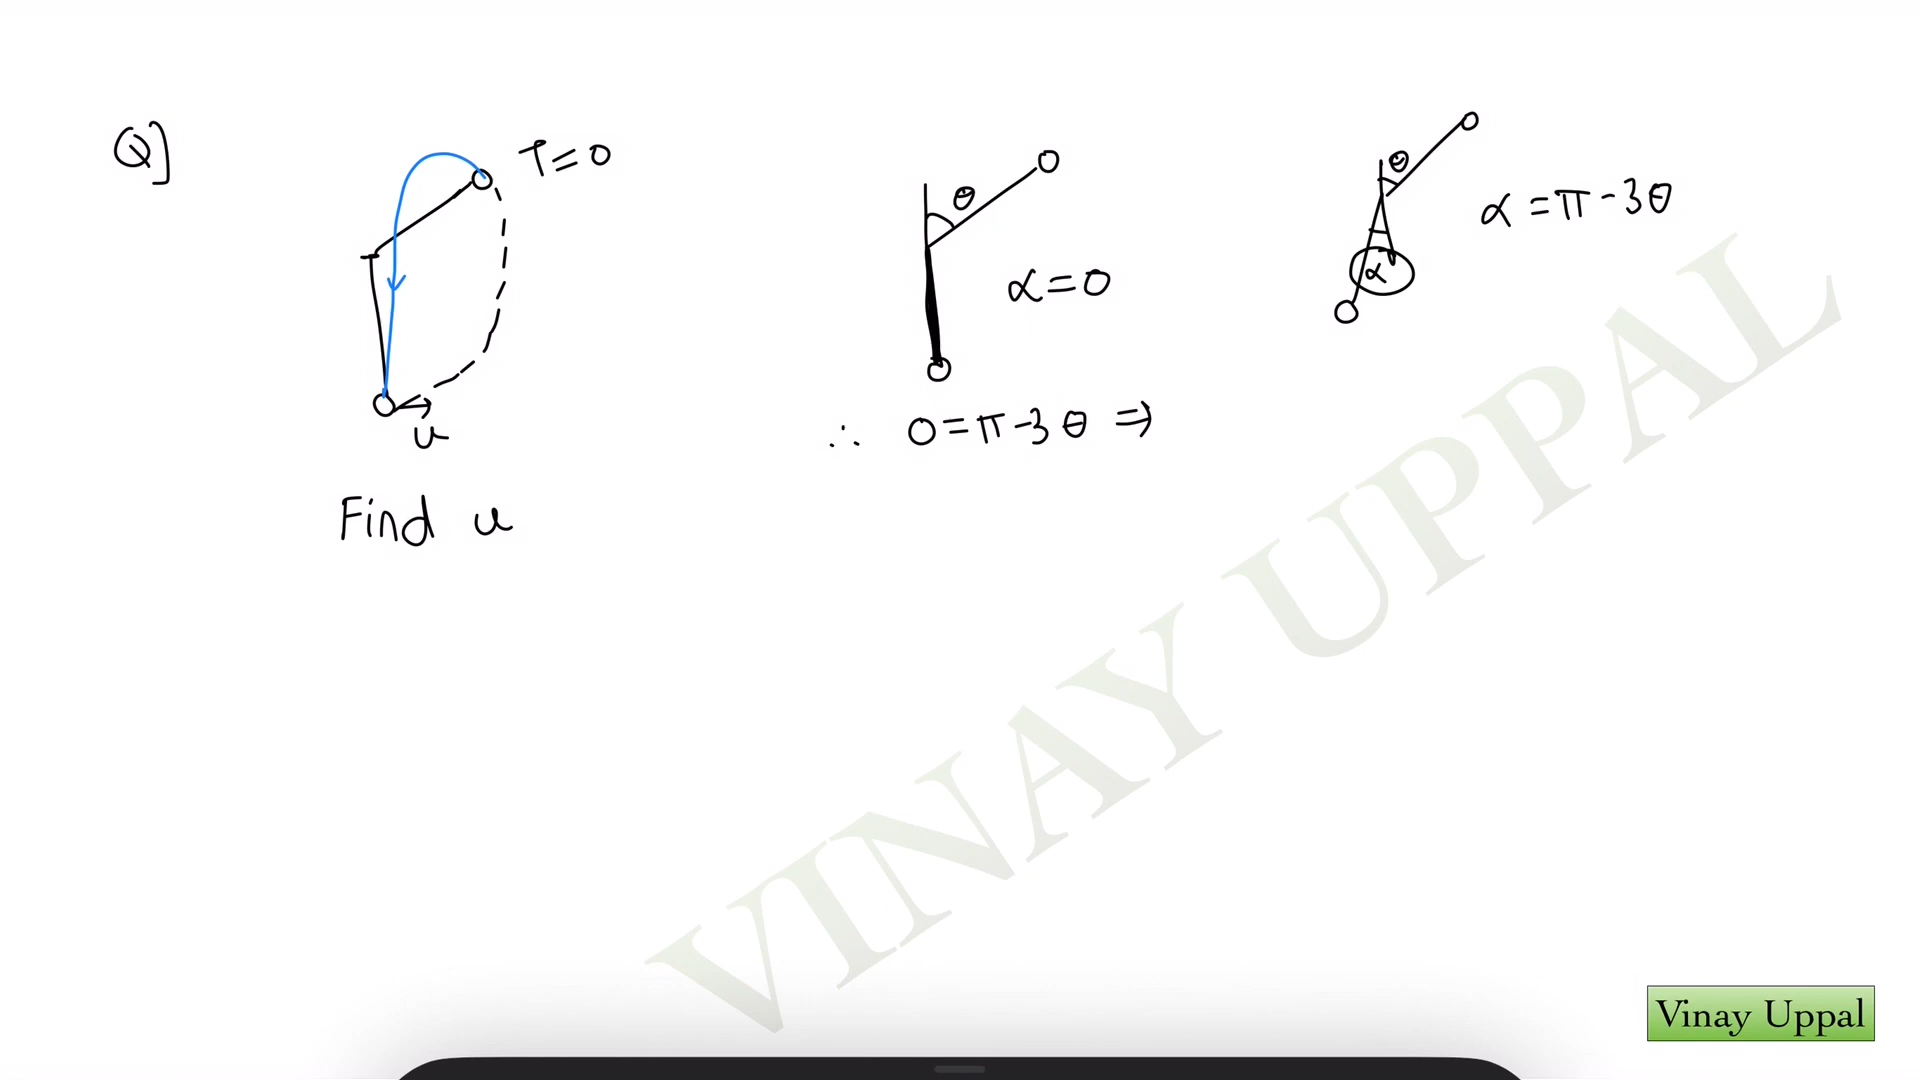 Q]
T=0
u
Find u
θ
α=0
∴ 0=π-3θ ⇒
θ
α
α=π-3θ
VINAY UPPAL
Vinay Uppal